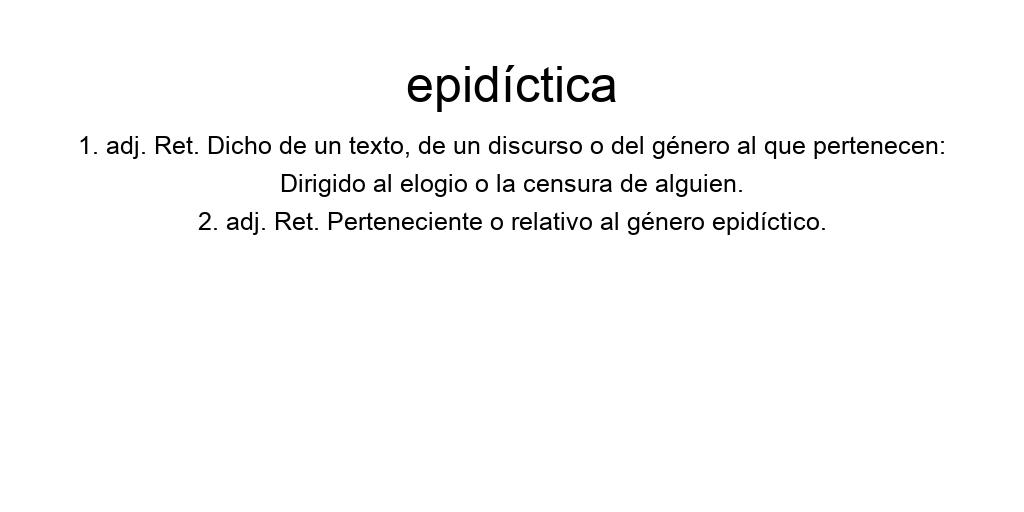 epidíctica
1. adj. Ret. Dicho de un texto, de un discurso o del género al que pertenecen:
Dirigido al elogio o la censura de alguien.
2. adj. Ret. Perteneciente o relativo al género epidíctico.